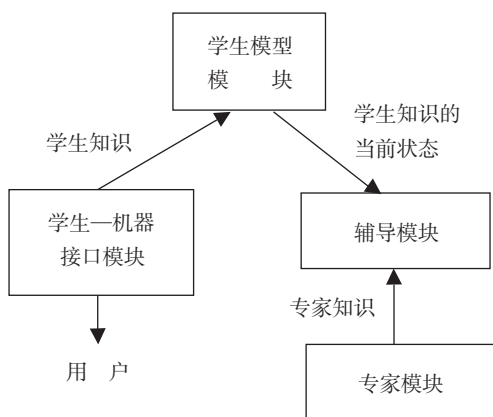 学生模型
模 块
学生知识
学生知识的
当前状态
学生—机器
接口模块
辅导模块
专家知识
用 户
专家模块